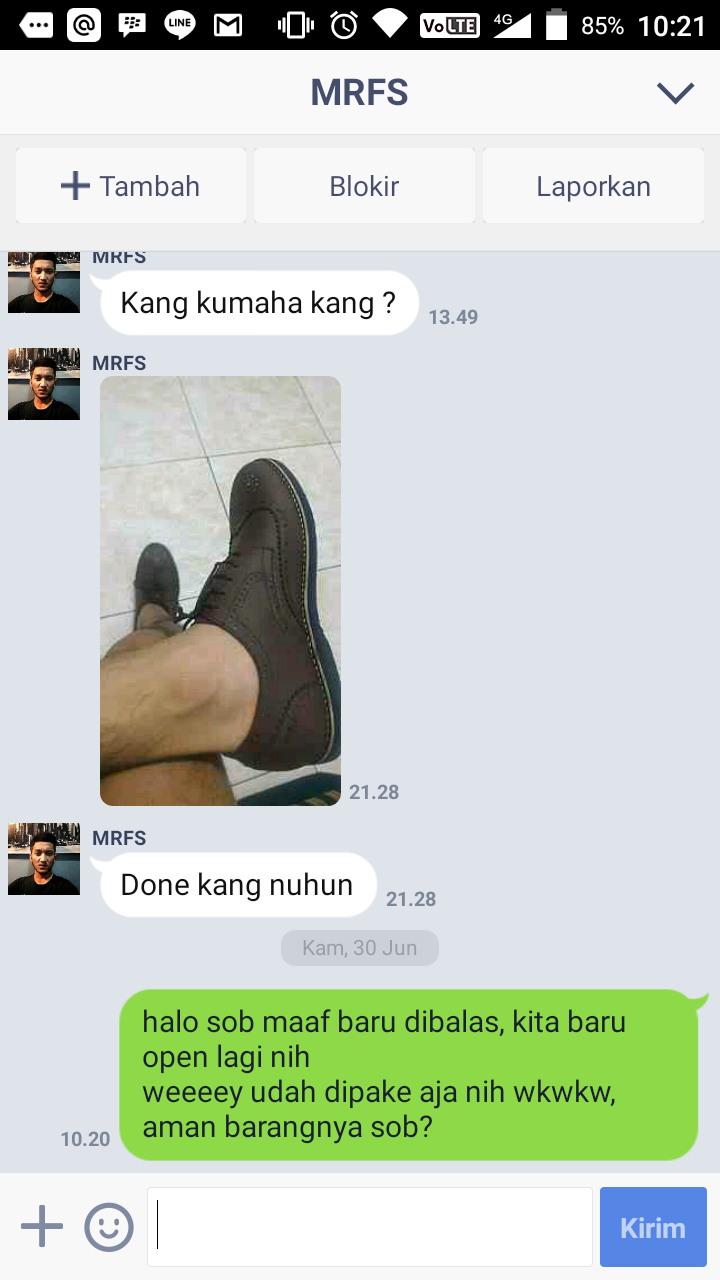 LINE
VoLTE
4G
85%
10:21
MRFS
+ Tambah
Blokir
Laporkan
MRFS
Kang kumaha kang ?
13.49
MRFS
21.28
MRFS
Done kang nuhun
21.28
Kam, 30 Jun
halo sob maaf baru dibalas, kita baru
open lagi nih
weeeey udah dipake aja nih wkwkw,
aman barangnya sob?
10.20
Kirim